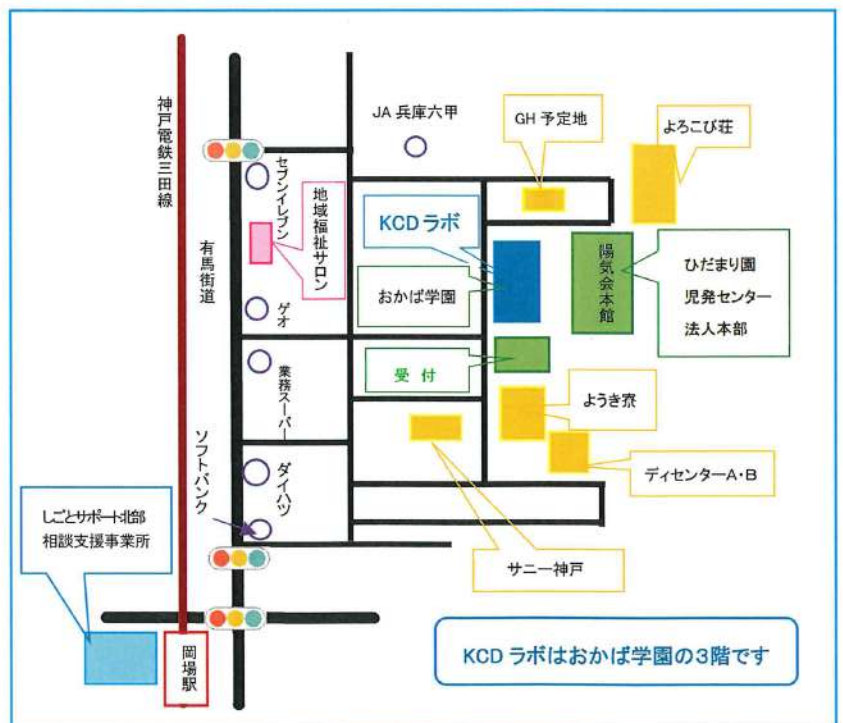 神戸電鉄三田線
有馬街道
セブンイレブン
地域福祉サロン
ゲオ
業務スーパー
ダイハツ
ソフトバンク
JA 兵庫六甲
GH 予定地
よろこび荘
KCD ラボ
おかば学園
陽気会本館
ひだまり園
児発センター
法人本部
受 付
ようき寮
ディセンターA・B
サニー神戸
しごとサポート北部
相談支援事業所
岡場駅
KCD ラボはおかば学園の3階です